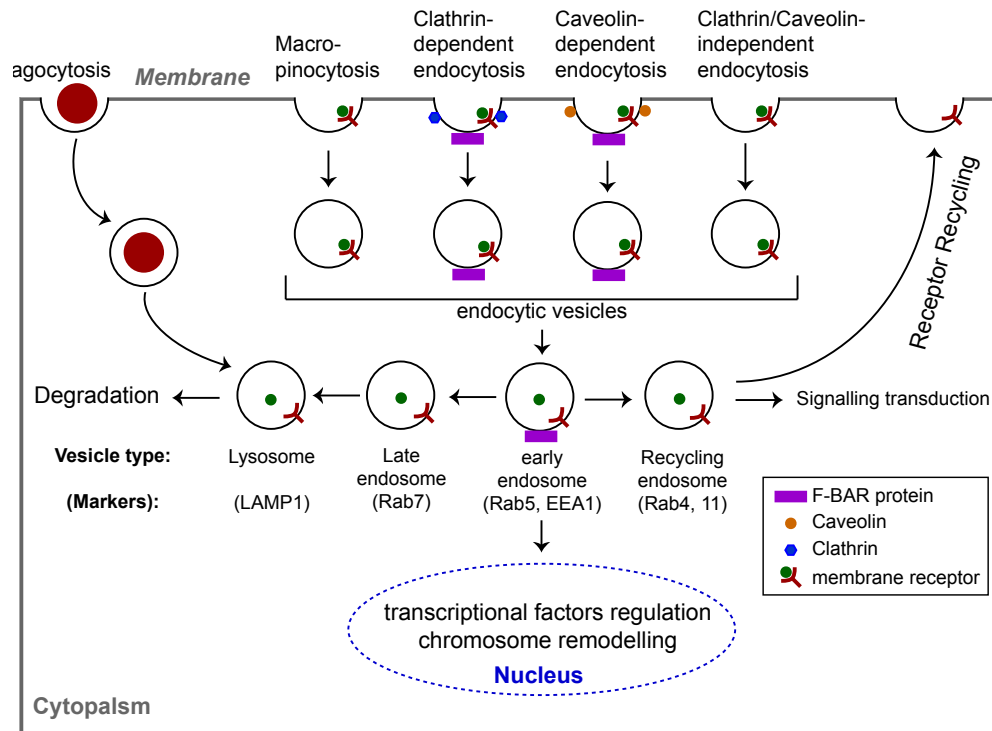 agocytosis
Membrane
Macro-
pinocytosis
Clathrin-
dependent
endocytosis
Caveolin-
dependent
endocytosis
Clathrin/Caveolin-
independent
endocytosis
Receptor Recycling
endocytic vesicles
Degradation
Signalling transduction
Vesicle type:
Lysosome
Late
endosome
early
endosome
Recycling
endosome
(Markers):
(LAMP1)
(Rab7)
(Rab5, EEA1)
(Rab4, 11)
F-BAR protein
Caveolin
Clathrin
membrane receptor
transcriptional factors regulation
chromosome remodelling
Nucleus
Cytopalsm